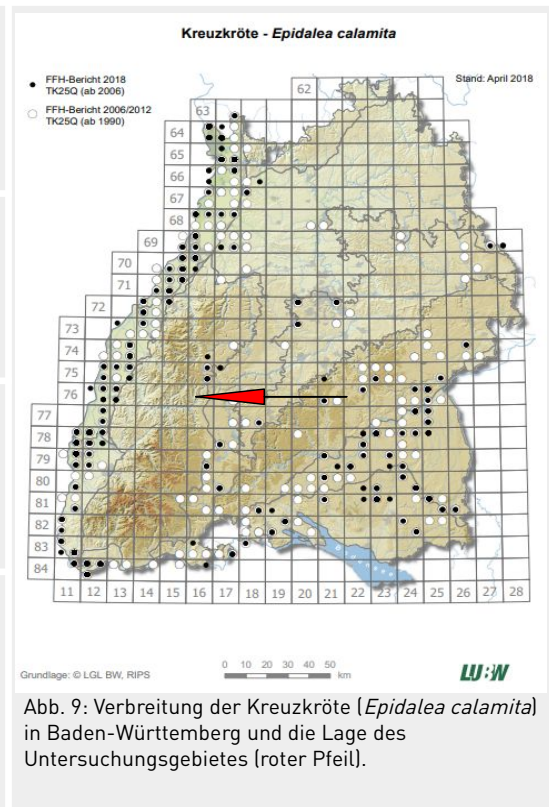 Kreuzkröte - Epidalea calamita
FFH-Bericht 2018
TK25Q (ab 2006)
Stand: April 2018
FFH-Bericht 2006/2012
TK25Q (ab 1990)
62
63
64
65
66
67
68
69
70
71
72
73
74
75
76
77
78
79
80
81
82
83
84
11 12 13 14 15 16 17 18 19 20 21 22 23 24 25 26 27 28
0 10 20 30 40 50
km
Grundlage: © LGL BW, RIPS
LUBW
Abb. 9: Verbreitung der Kreuzkröte (Epidalea calamita)
in Baden-Württemberg und die Lage des
Untersuchungsgebietes (roter Pfeil).